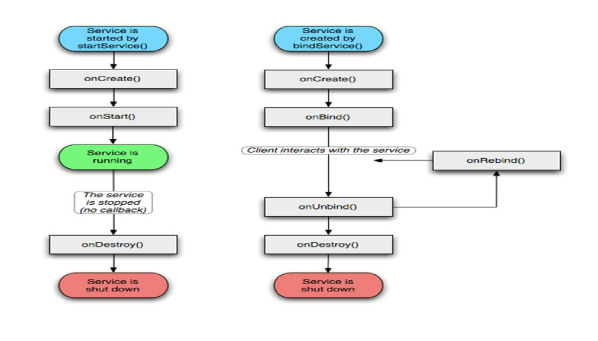 Service is
started by
startService()
onCreate()
onStart()
Service is
running
The service
is stopped
(no callback)
onDestroy()
Service is
shut down
Service is
created by
bindService()
onCreate()
onBind()
Client interacts with the service
onRebind()
onUnbind()
onDestroy()
Service is
shut down